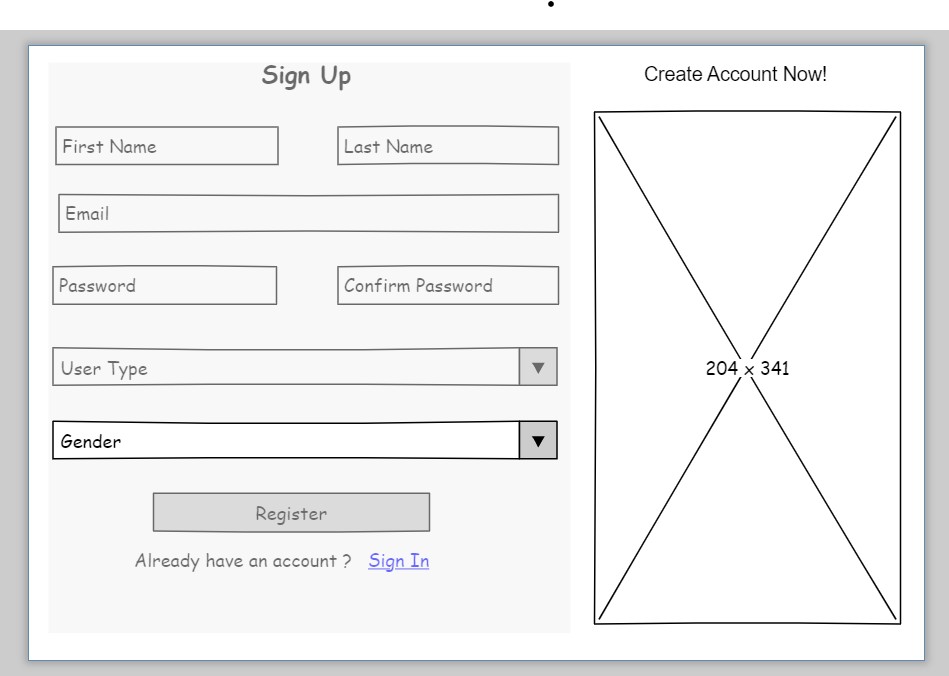 Sign Up
First Name
Last Name
Email
Password
Confirm Password
User Type
Gender
Register
Already have an account ? Sign In
Create Account Now!
204 x 341